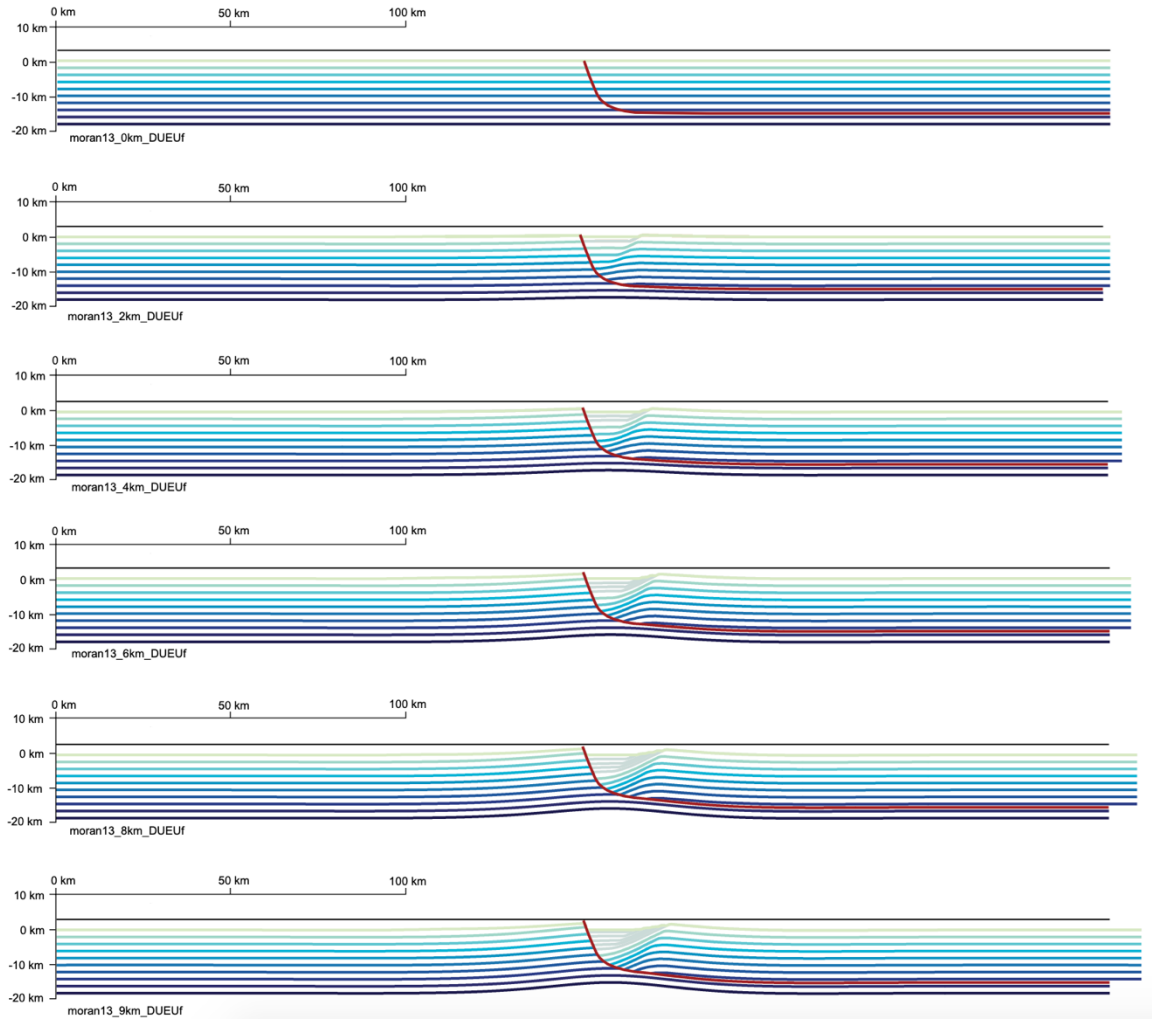 0 km 50 km 100 km
10 km
0 km
-10 km
-20 km
moran13_0km_DUEUf
0 km 50 km 100 km
10 km
0 km
-10 km
-20 km
moran13_2km_DUEUf
0 km 50 km 100 km
10 km
0 km
-10 km
-20 km
moran13_4km_DUEUf
0 km 50 km 100 km
10 km
0 km
-10 km
-20 km
moran13_6km_DUEUf
0 km 50 km 100 km
10 km
0 km
-10 km
-20 km
moran13_8km_DUEUf
0 km 50 km 100 km
10 km
0 km
-10 km
-20 km
moran13_9km_DUEUf